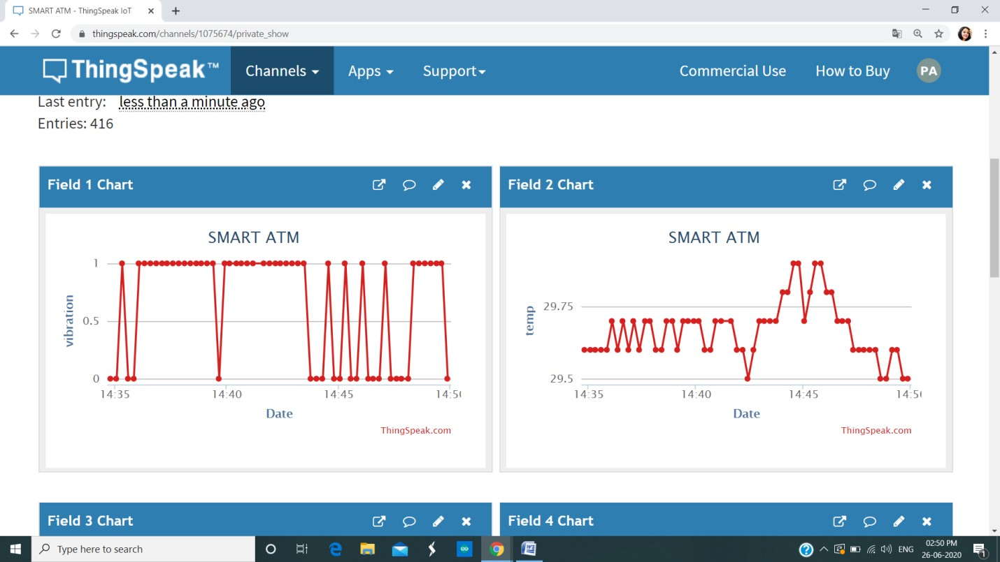 SMART ATM - ThingSpeak IoT
thingspeak.com/channels/1075674/private_show
ThingSpeak™ Channels Apps Support Commercial Use How to Buy PA
Last entry: less than a minute ago
Entries: 416
Field 1 Chart
SMART ATM
vibration
1
0.5
0
14:35 14:40 14:45
Date
ThingSpeak.com
Field 2 Chart
SMART ATM
temp
29.75
29.5
14:35 14:40 14:45
Date
ThingSpeak.com
Field 3 Chart
Field 4 Chart
Type here to search
ENG
02:50 PM
26-06-2020
1